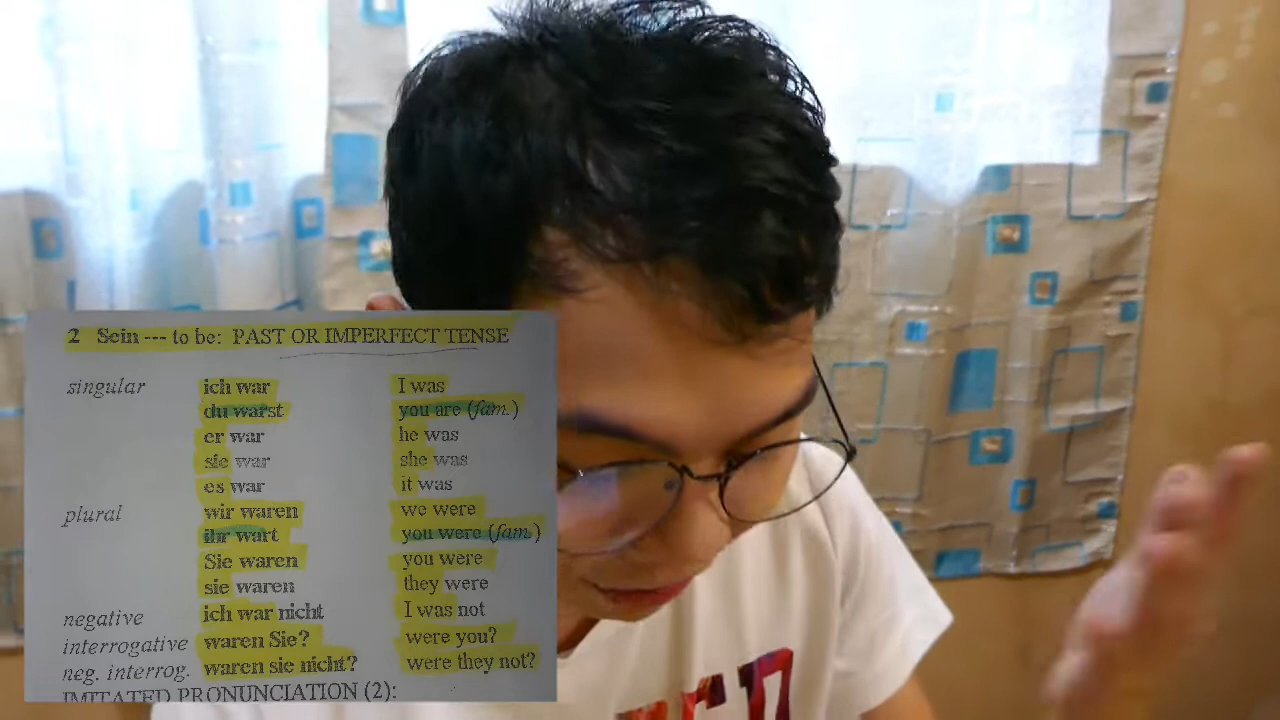 2 Sein --- to be: PAST OR IMPERFECT TENSE
singular ich war I was
du warst you are (fam.)
er war he was
sie war she was
es war it was
plural wir waren we were
ihr wart you were (fam.)
Sie waren you were
sie waren they were
negative ich war nicht I was not
interrogative waren Sie? were you?
neg. interrog. waren sie nicht? were they not?
IMITATED PRONUNCIATION (2):